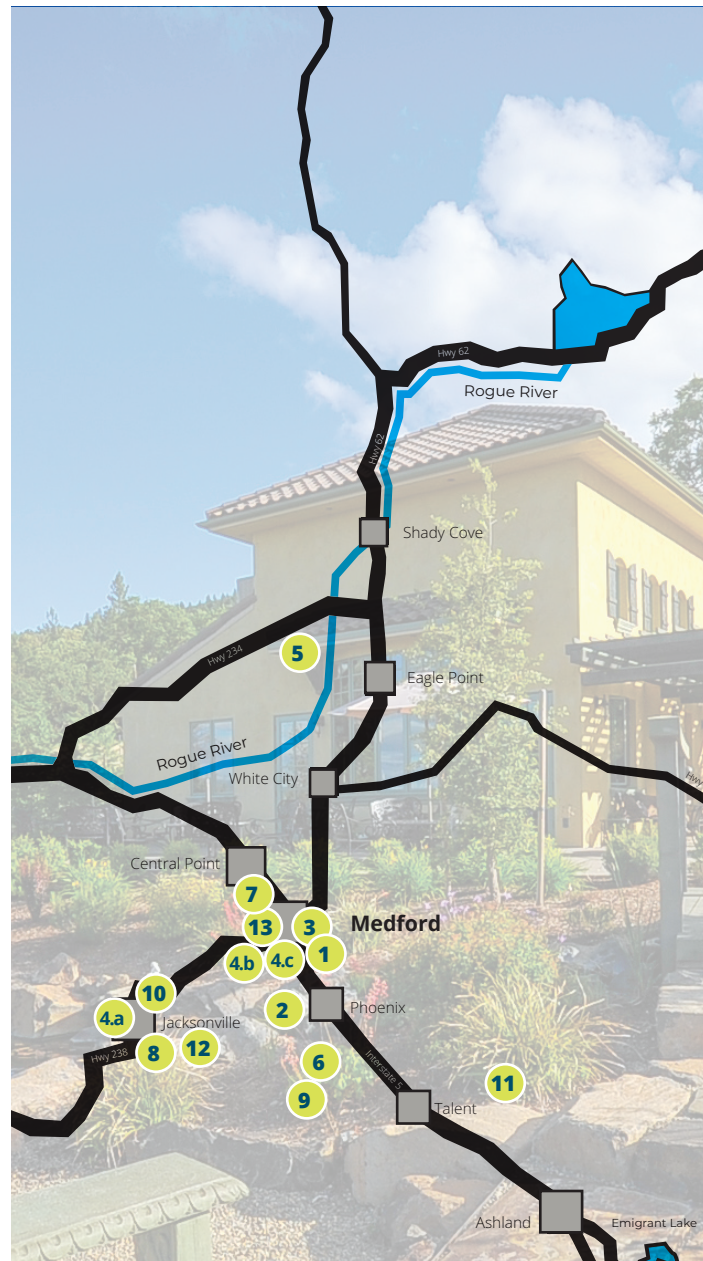 Hwy 62
Rogue River
Hwy 62
Shady Cove
Hwy 234
5
Eagle Point
Rogue River
White City
Hwy
Central Point
7
13
3
Medford
4.b
4.c
1
10
4.a
Jacksonville
2
Phoenix
Hwy 238
8
12
6
Interstate 5
9
11
Talent
Ashland
Emigrant Lake